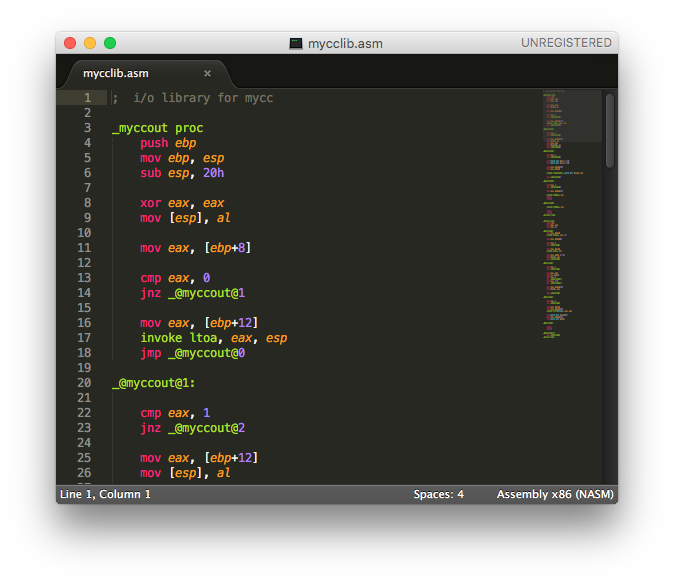 mycclib.asm
UNREGISTERED
mycclib.asm ×
1 ; i/o library for mycc
2
3 _myccout proc
4 push ebp
5 mov ebp, esp
6 sub esp, 20h
7
8 xor eax, eax
9 mov [esp], al
10
11 mov eax, [ebp+8]
12
13 cmp eax, 0
14 jnz _@myccout@1
15
16 mov eax, [ebp+12]
17 invoke ltoa, eax, esp
18 jmp _@myccout@0
19
20 _@myccout@1:
21
22 cmp eax, 1
23 jnz _@myccout@2
24
25 mov eax, [ebp+12]
26 mov [esp], al
Line 1, Column 1
Spaces: 4
Assembly x86 (NASM)